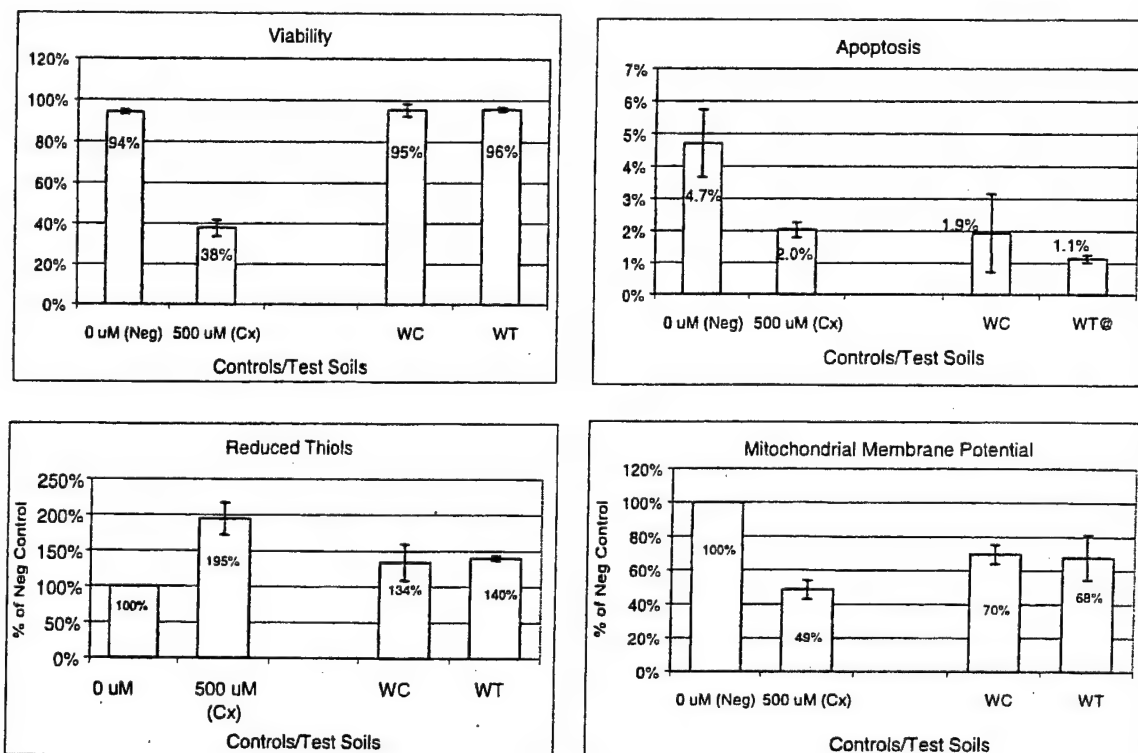 Viability
120%
100%
80%
60%
40%
20%
0%
94%
38%
95%
96%
0 uM (Neg) 500 uM (Cx) WC WT
Controls/Test Soils
Apoptosis
7%
6%
5%
4%
3%
2%
1%
0%
4.7%
2.0%
1.9%
1.1%
0 uM (Neg) 500 uM (Cx) WC WT@
Controls/Test Soils
Reduced Thiols
% of Neg Control
250%
200%
150%
100%
50%
0%
100%
195%
134%
140%
0 uM 500 uM WC WT
(Cx)
Controls/Test Soils
Mitochondrial Membrane Potential
% of Neg Control
120%
100%
80%
60%
40%
20%
0%
100%
49%
70%
68%
0 uM (Neg) 500 uM (Cx) WC WT
Controls/Test Soils